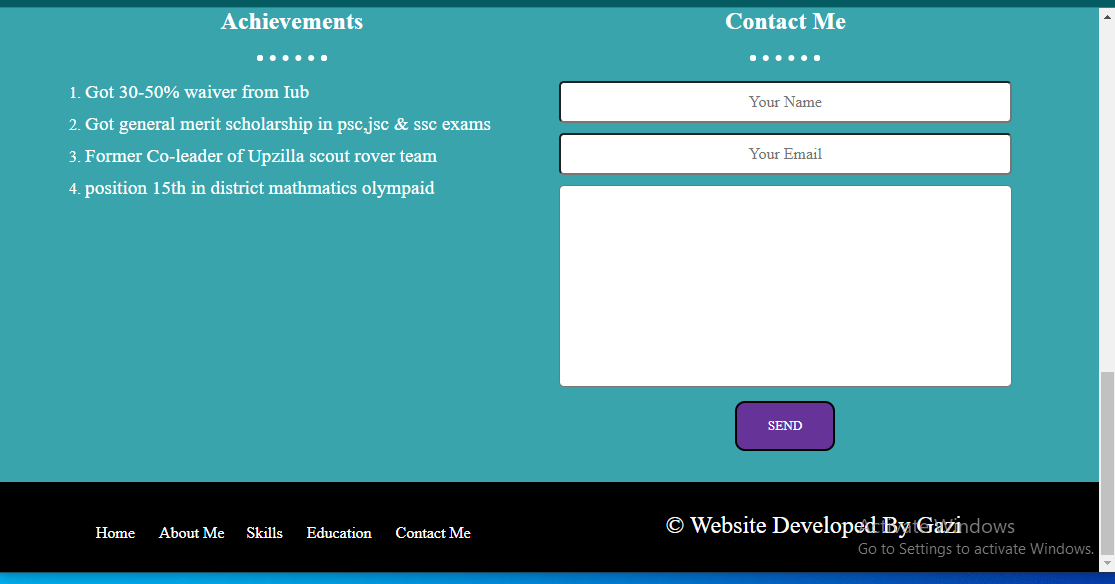 Achievements
1. Got 30-50% waiver from Iub
2. Got general merit scholarship in psc,jsc & ssc exams
3. Former Co-leader of Upzilla scout rover team
4. position 15th in district mathmatics olympaid
Contact Me
Your Name
Your Email
SEND
Home About Me Skills Education Contact Me
© Website Developed By Gazi
Activate Windows
Go to Settings to activate Windows.